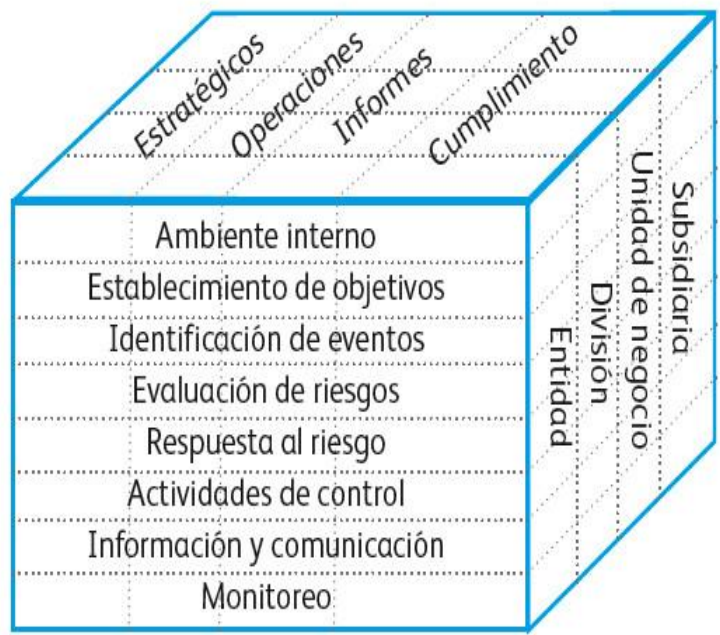 Estratégicos
Operaciones
Informes
Cumplimiento
Ambiente interno
Establecimiento de objetivos
Identificación de eventos
Evaluación de riesgos
Respuesta al riesgo
Actividades de control
Información y comunicación
Monitoreo
Entidad
División
Unidad de negocio
Subsidiaria